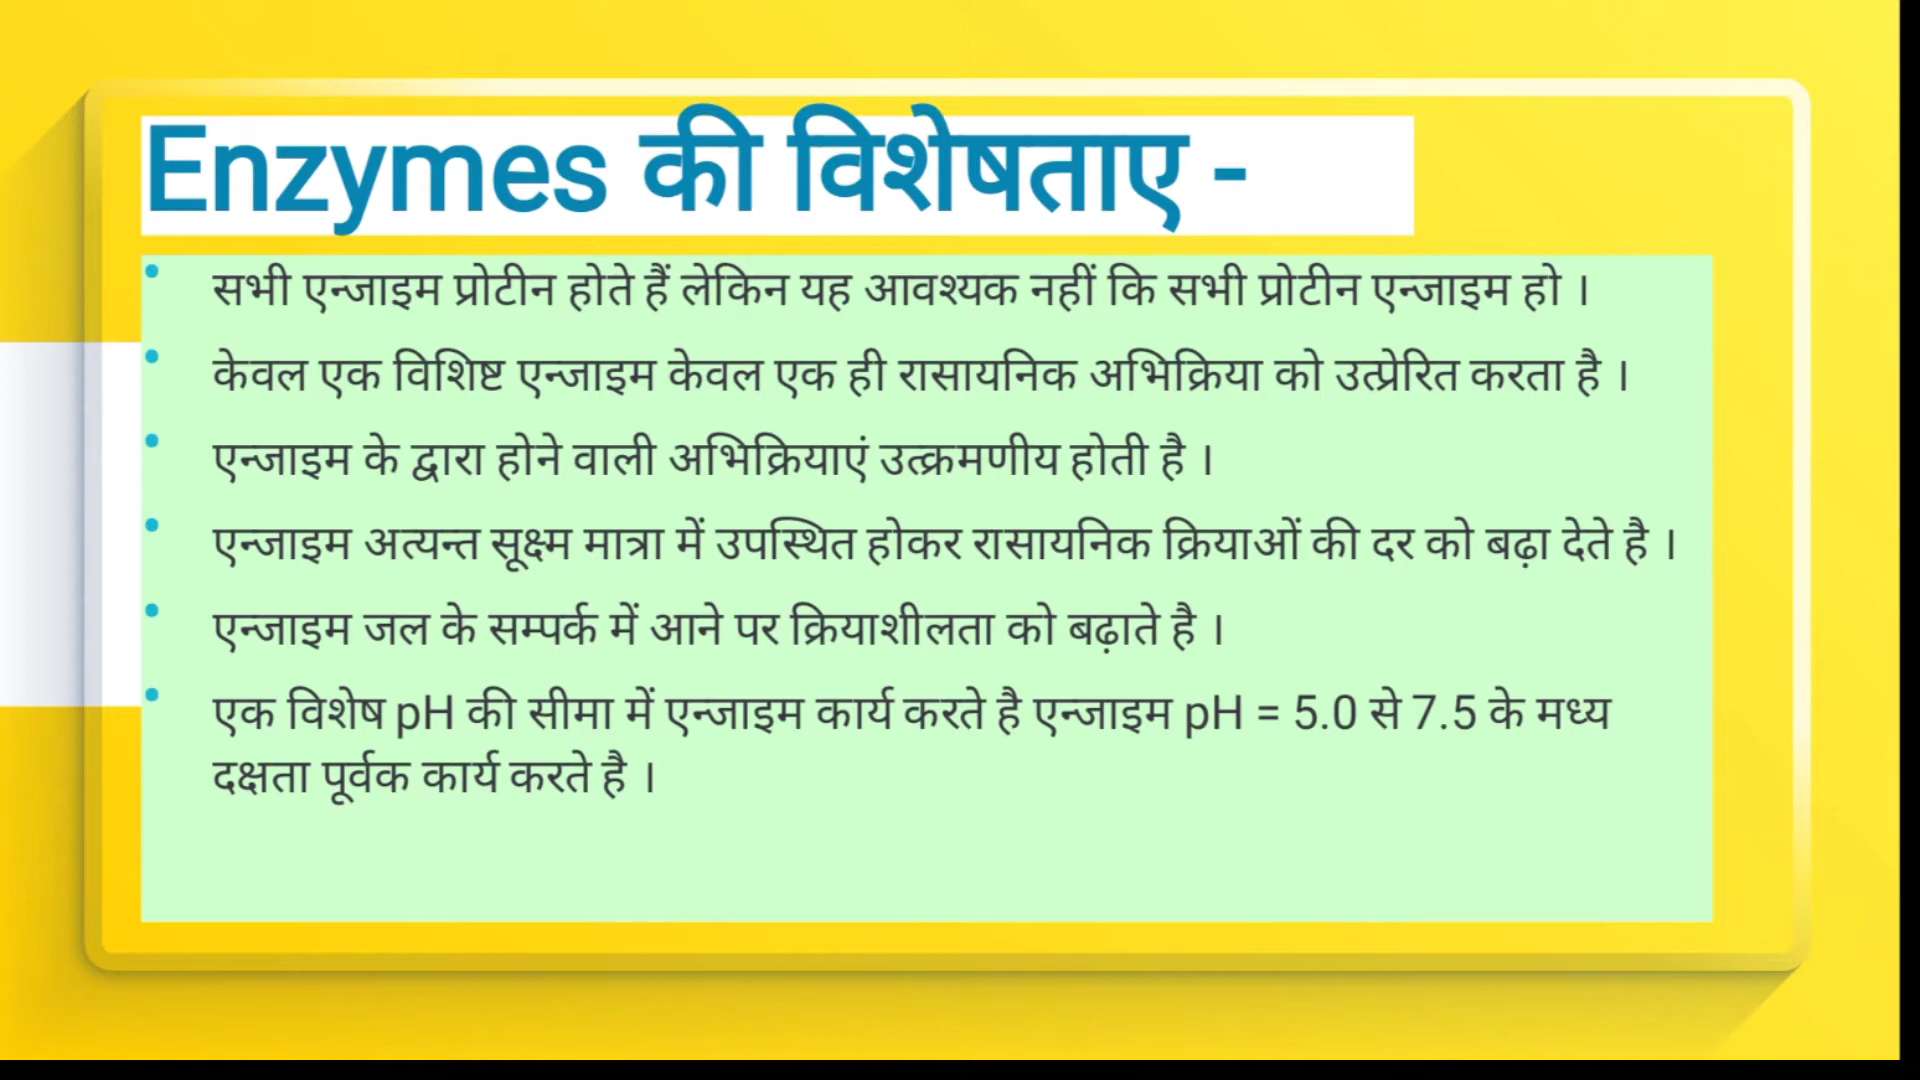 Enzymes की विशेषताए -
• सभी एन्जाइम प्रोटीन होते हैं लेकिन यह आवश्यक नहीं कि सभी प्रोटीन एन्जाइम हो ।
• केवल एक विशिष्ट एन्जाइम केवल एक ही रासायनिक अभिक्रिया को उत्प्रेरित करता है ।
• एन्जाइम के द्वारा होने वाली अभिक्रियाएं उत्क्रमणीय होती है ।
• एन्जाइम अत्यन्त सूक्ष्म मात्रा में उपस्थित होकर रासायनिक क्रियाओं की दर को बढ़ा देते है ।
• एन्जाइम जल के सम्पर्क में आने पर क्रियाशीलता को बढ़ाते है ।
• एक विशेष pH की सीमा में एन्जाइम कार्य करते है एन्जाइम pH = 5.0 से 7.5 के मध्य
दक्षता पूर्वक कार्य करते है ।